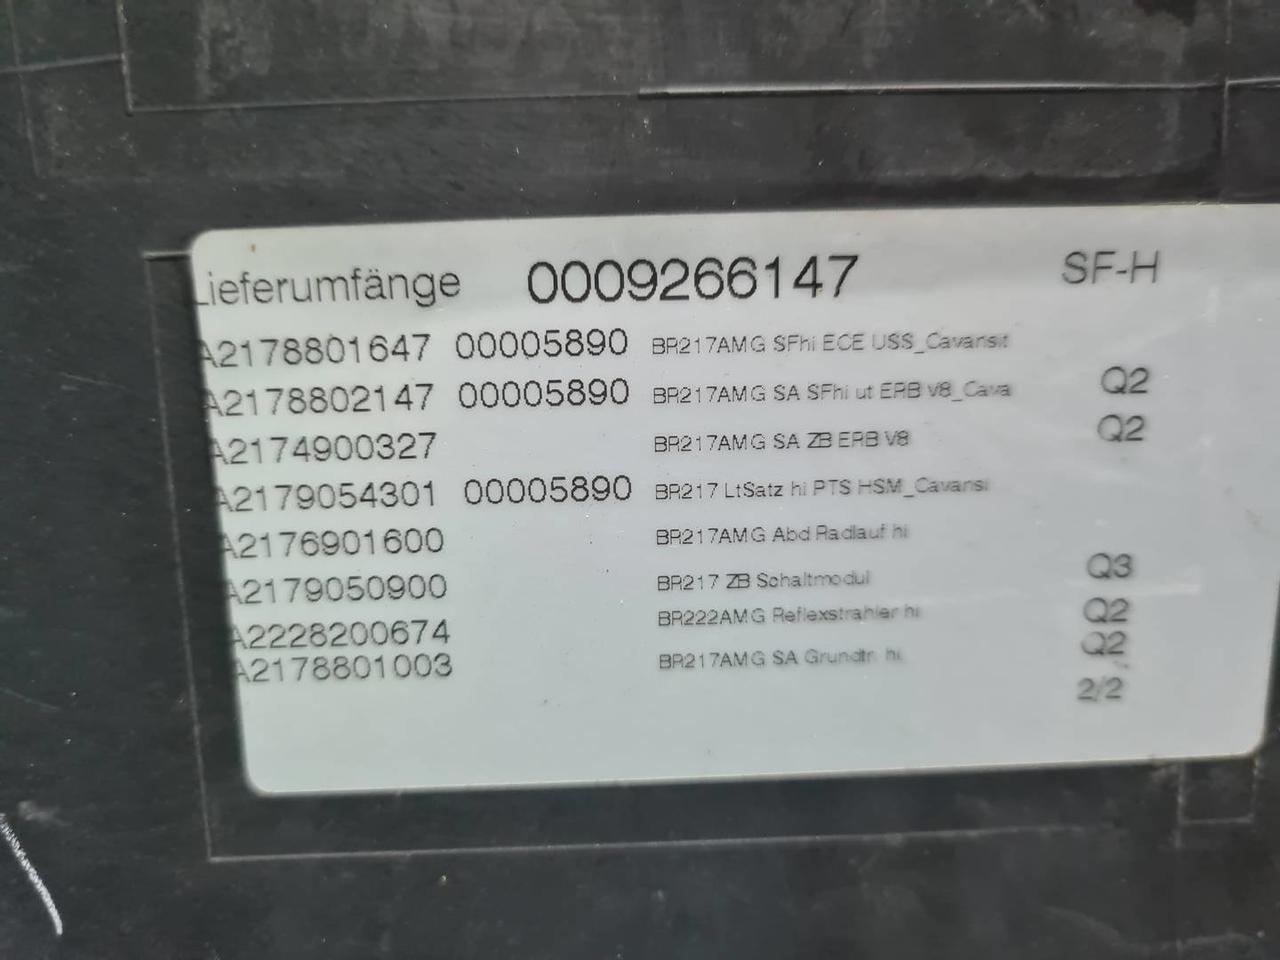 Lieferumfänge 0009266147 SF-H
A2178801647 00005890 BR217AMG SFhi ECE USS_Cavansit
A2178802147 00005890 BR217AMG SA SFhi ut ERB V8_Cava Q2
A2174900327 BR217AMG SA ZB ERB V8 Q2
A2179054301 00005890 BR217 LtSatz hi PTS HSM_Cavansi
A2176901600 BR217AMG Abd Radlauf hi
A2179050900 BR217 ZB Schaltmodul Q3
A2228200674 BR222AMG Reflexstrahler hi Q2
A2178801003 BR217AMG SA Grundtr. hi Q2
2/2